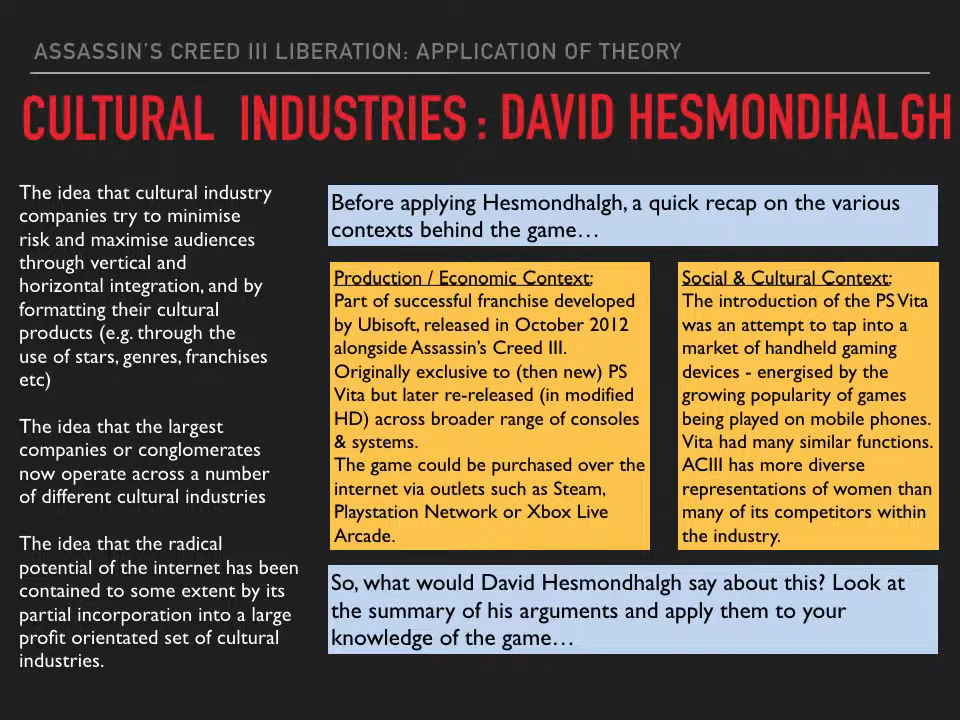 ASSASSIN'S CREED III LIBERATION: APPLICATION OF THEORY
CULTURAL INDUSTRIES : DAVID HESMONDHALGH
The idea that cultural industry
companies try to minimise
risk and maximise audiences
through vertical and
horizontal integration, and by
formatting their cultural
products (e.g. through the
use of stars, genres, franchises
etc)
The idea that the largest
companies or conglomerates
now operate across a number
of different cultural industries
The idea that the radical
potential of the internet has been
contained to some extent by its
partial incorporation into a large
profit orientated set of cultural
industries.
Before applying Hesmondhalgh, a quick recap on the various
contexts behind the game…
Production / Economic Context:
Part of successful franchise developed
by Ubisoft, released in October 2012
alongside Assassin's Creed III.
Originally exclusive to (then new) PS
Vita but later re-released (in modified
HD) across broader range of consoles
& systems.
The game could be purchased over the
internet via outlets such as Steam,
Playstation Network or Xbox Live
Arcade.
Social & Cultural Context:
The introduction of the PS Vita
was an attempt to tap into a
market of handheld gaming
devices - energised by the
growing popularity of games
being played on mobile phones.
Vita had many similar functions.
ACIII has more diverse
representations of women than
many of its competitors within
the industry.
So, what would David Hesmondhalgh say about this? Look at
the summary of his arguments and apply them to your
knowledge of the game…